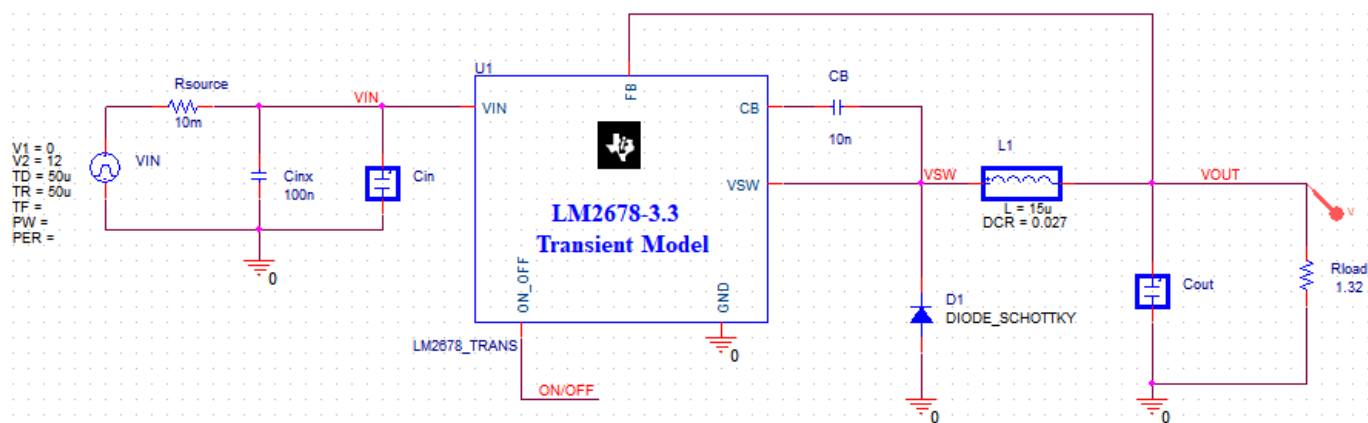 Rsource
10m
VIN
V1 = 0
V2 = 12
TD = 50u
TR = 50u
TF =
PW =
PER =
VIN
Cinx
100n
Cin
0
U1
VIN
FB
CB
VSW
LM2678-3.3
Transient Model
ON_OFF
GND
LM2678_TRANS
0
ON/OFF
CB
10n
VSW
L1
L = 15u
DCR = 0.027
D1
DIODE_SCHOTTKY
0
VOUT
V
Cout
Rload
1.32
0